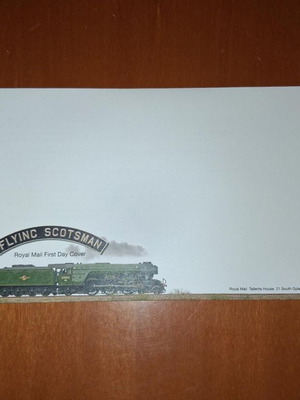 FLYING SCOTSMAN
Royal Mail First Day Cover
Royal Mail Tallents House 21 South Gyle